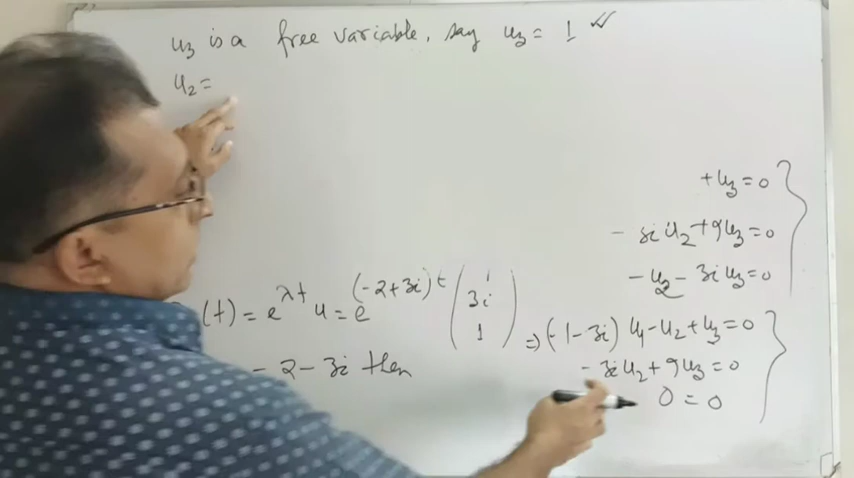 u₃ is a free variable, say u₃ = 1
u₂ =
+u₃ = 0
- 3i u₂ + 9u₃ = 0
- u₂ - 3i u₃ = 0
(t) = e^{λt} u = e^{(-2+3i)t} ( 1
3i
1 )
⇒ (-1-3i) u₁ - u₂ + u₃ = 0
- 3i u₂ + 9u₃ = 0
0 = 0
- 2 - 3i then